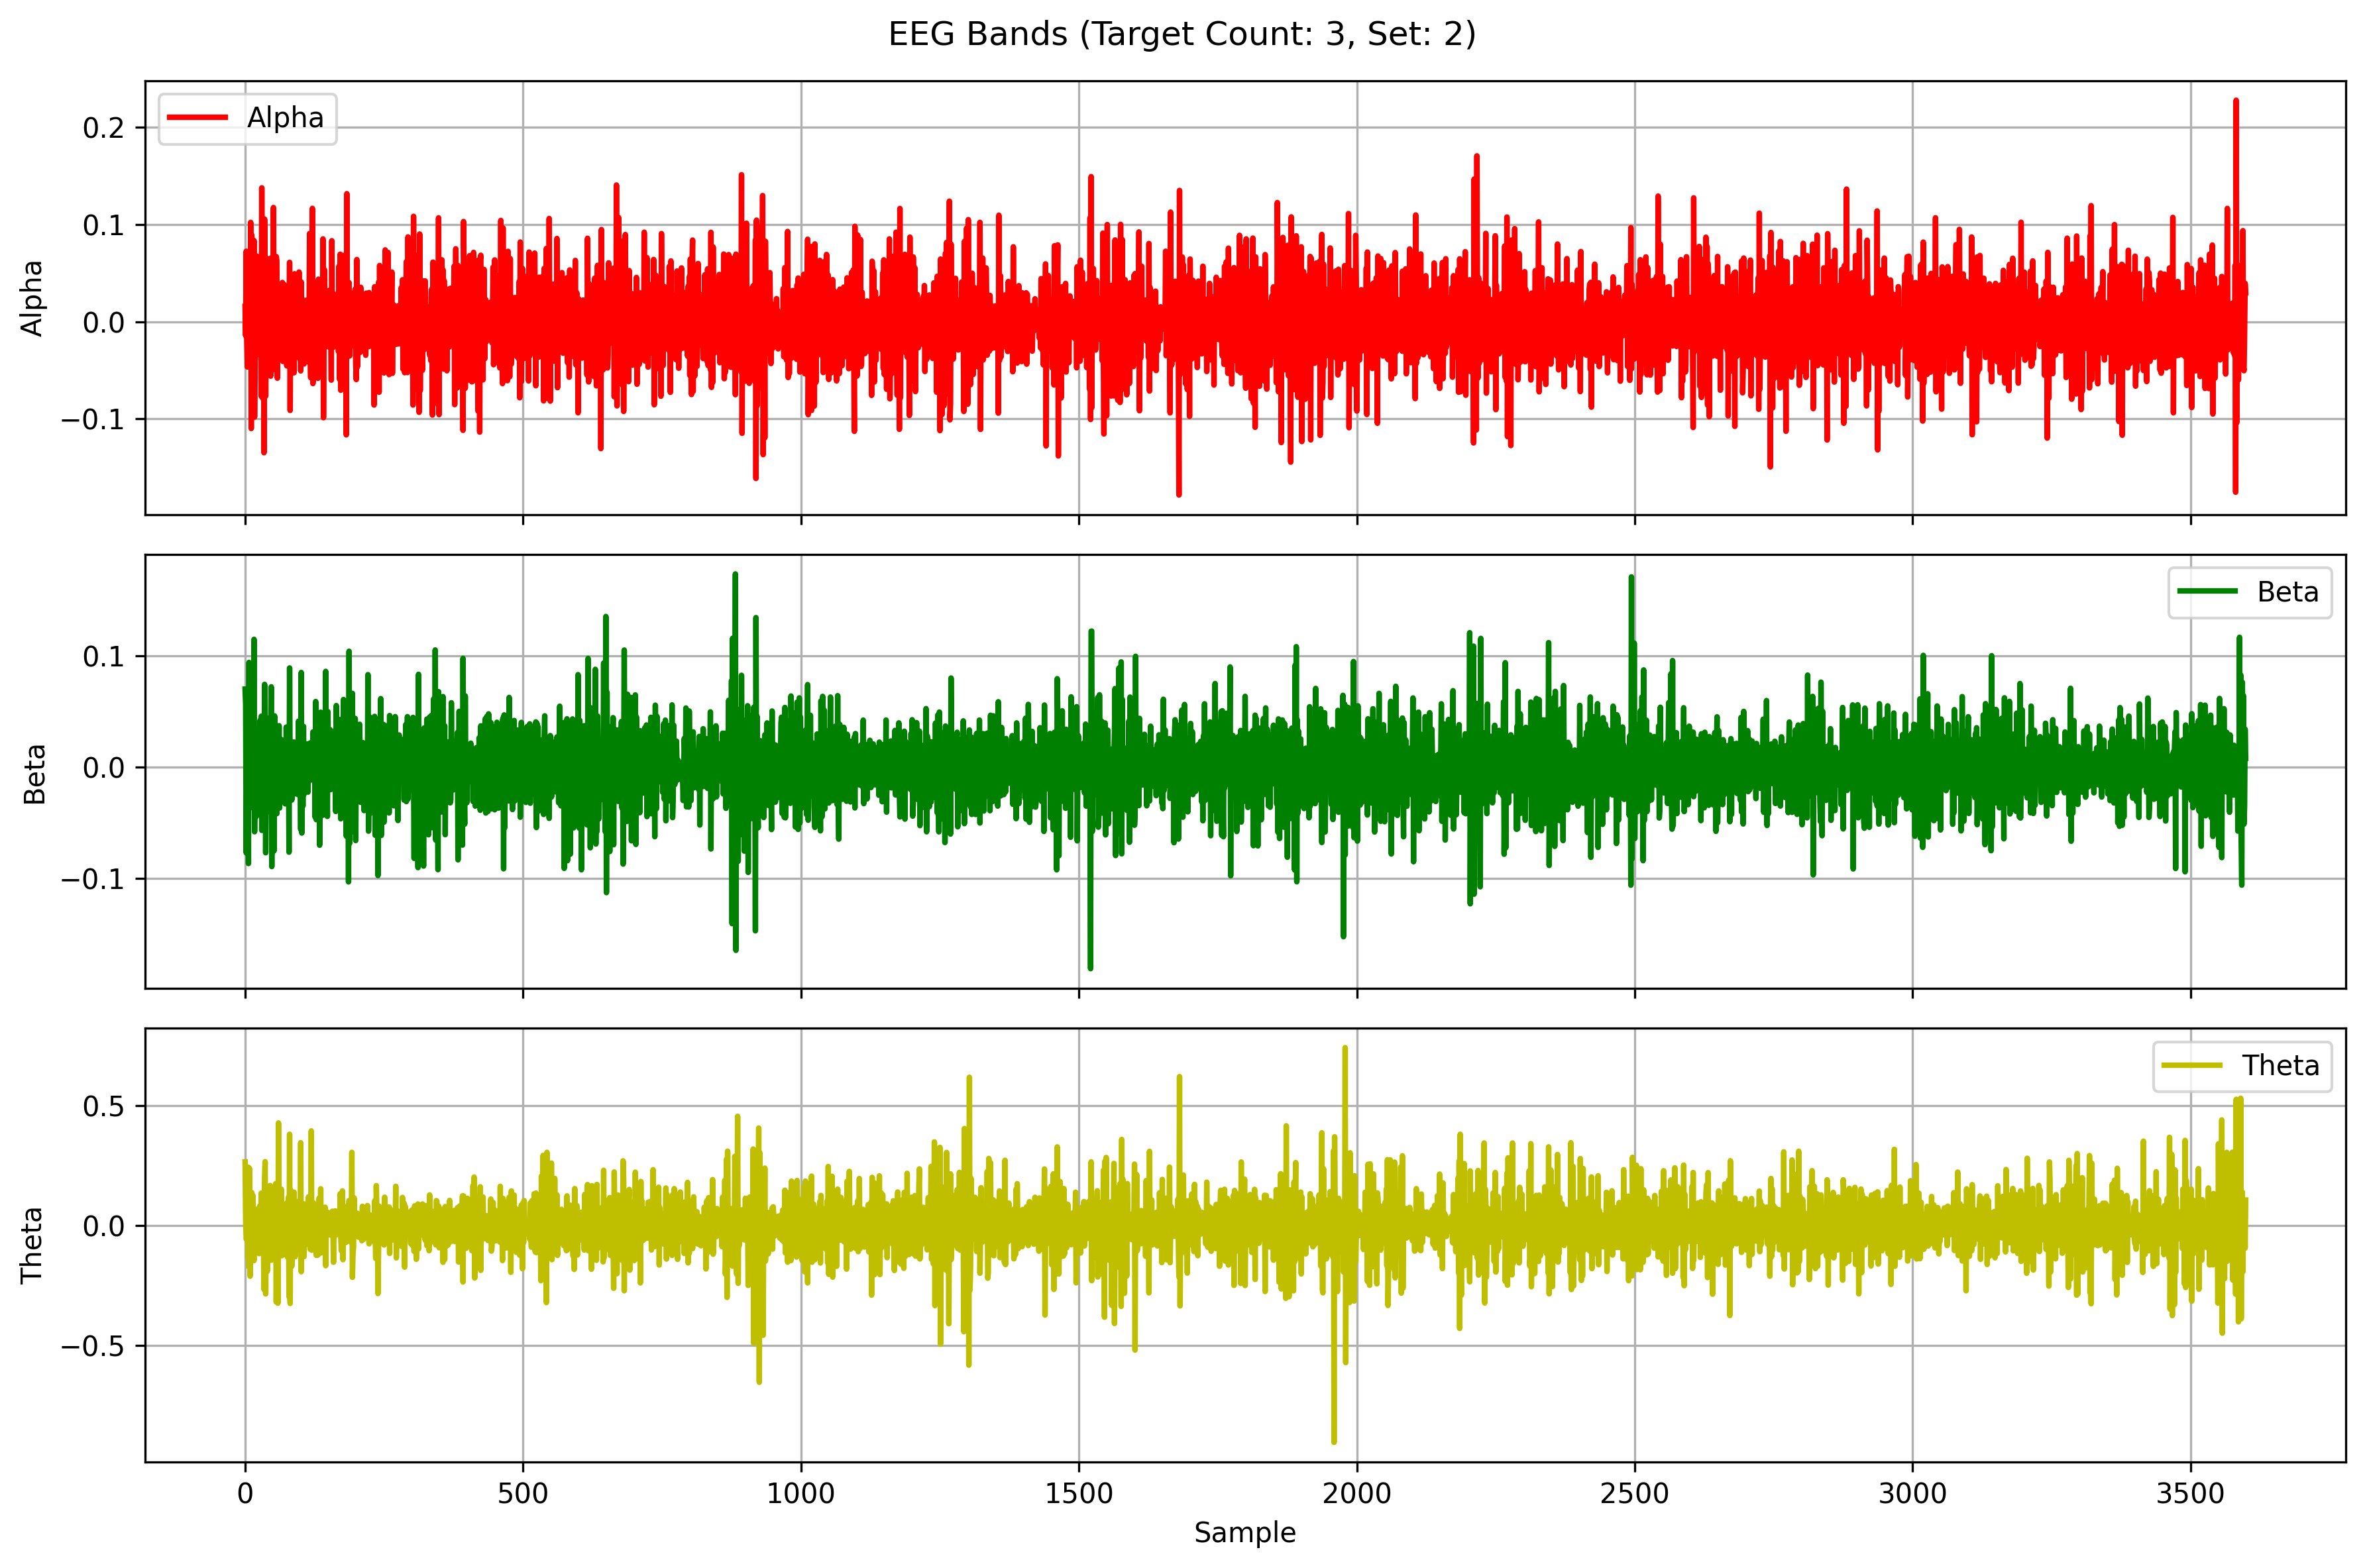 EEG Bands (Target Count: 3, Set: 2)
Alpha
0.2
0.1
0.0
−0.1
Alpha
Beta
0.1
0.0
−0.1
Beta
Theta
0.5
0.0
−0.5
Theta
0 500 1000 1500 2000 2500 3000 3500
Sample